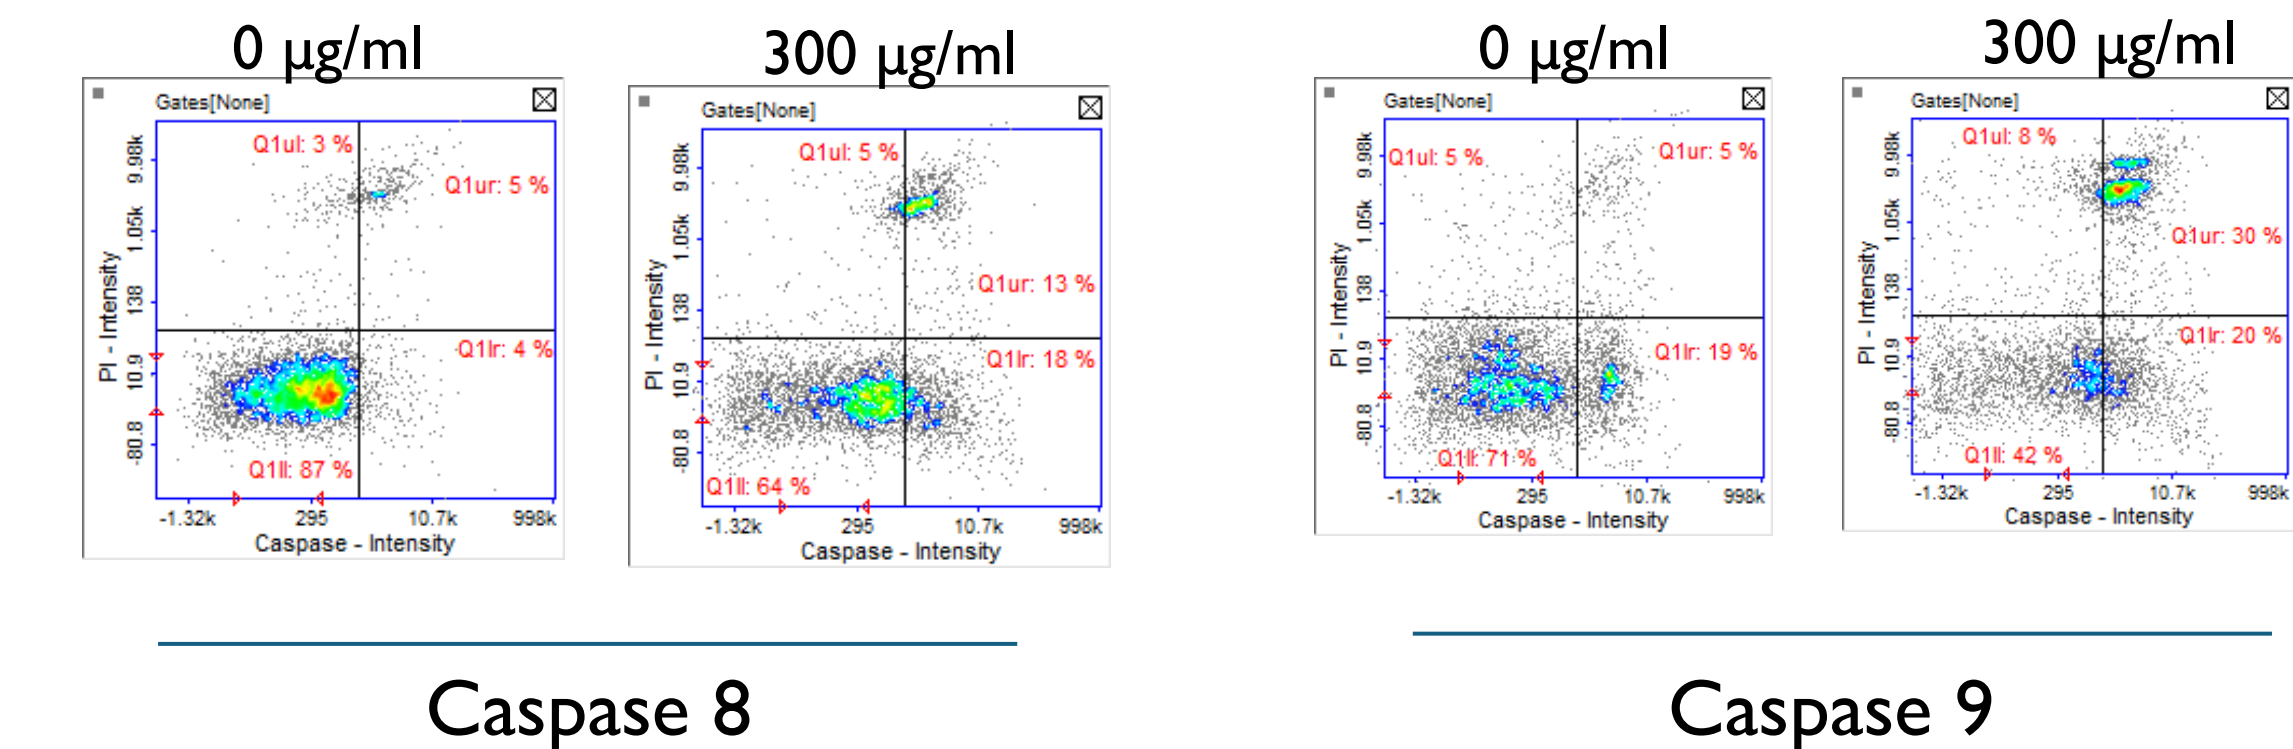 0 µg/ml
Gates[None]
Q1ul: 3 %
Q1ur: 5 %
Q1lr: 4 %
Q1ll: 87 %
PI - Intensity
9.98k
1.05k
138
10.9
-80.8
-1.32k 295 10.7k 998k
Caspase - Intensity
300 µg/ml
Gates[None]
Q1ul: 5 %
Q1ur: 13 %
Q1lr: 18 %
Q1ll: 64 %
PI - Intensity
9.98k
1.05k
138
10.9
-80.8
-1.32k 295 10.7k 998k
Caspase - Intensity
Caspase 8
0 µg/ml
Gates[None]
Q1ul: 5 %
Q1ur: 5 %
Q1lr: 19 %
Q1ll: 71 %
PI - Intensity
9.98k
1.05k
138
10.9
-80.8
-1.32k 295 10.7k 998k
Caspase - Intensity
300 µg/ml
Gates[None]
Q1ul: 8 %
Q1ur: 30 %
Q1lr: 20 %
Q1ll: 42 %
PI - Intensity
9.98k
1.05k
138
10.9
-80.8
-1.32k 295 10.7k 998k
Caspase - Intensity
Caspase 9